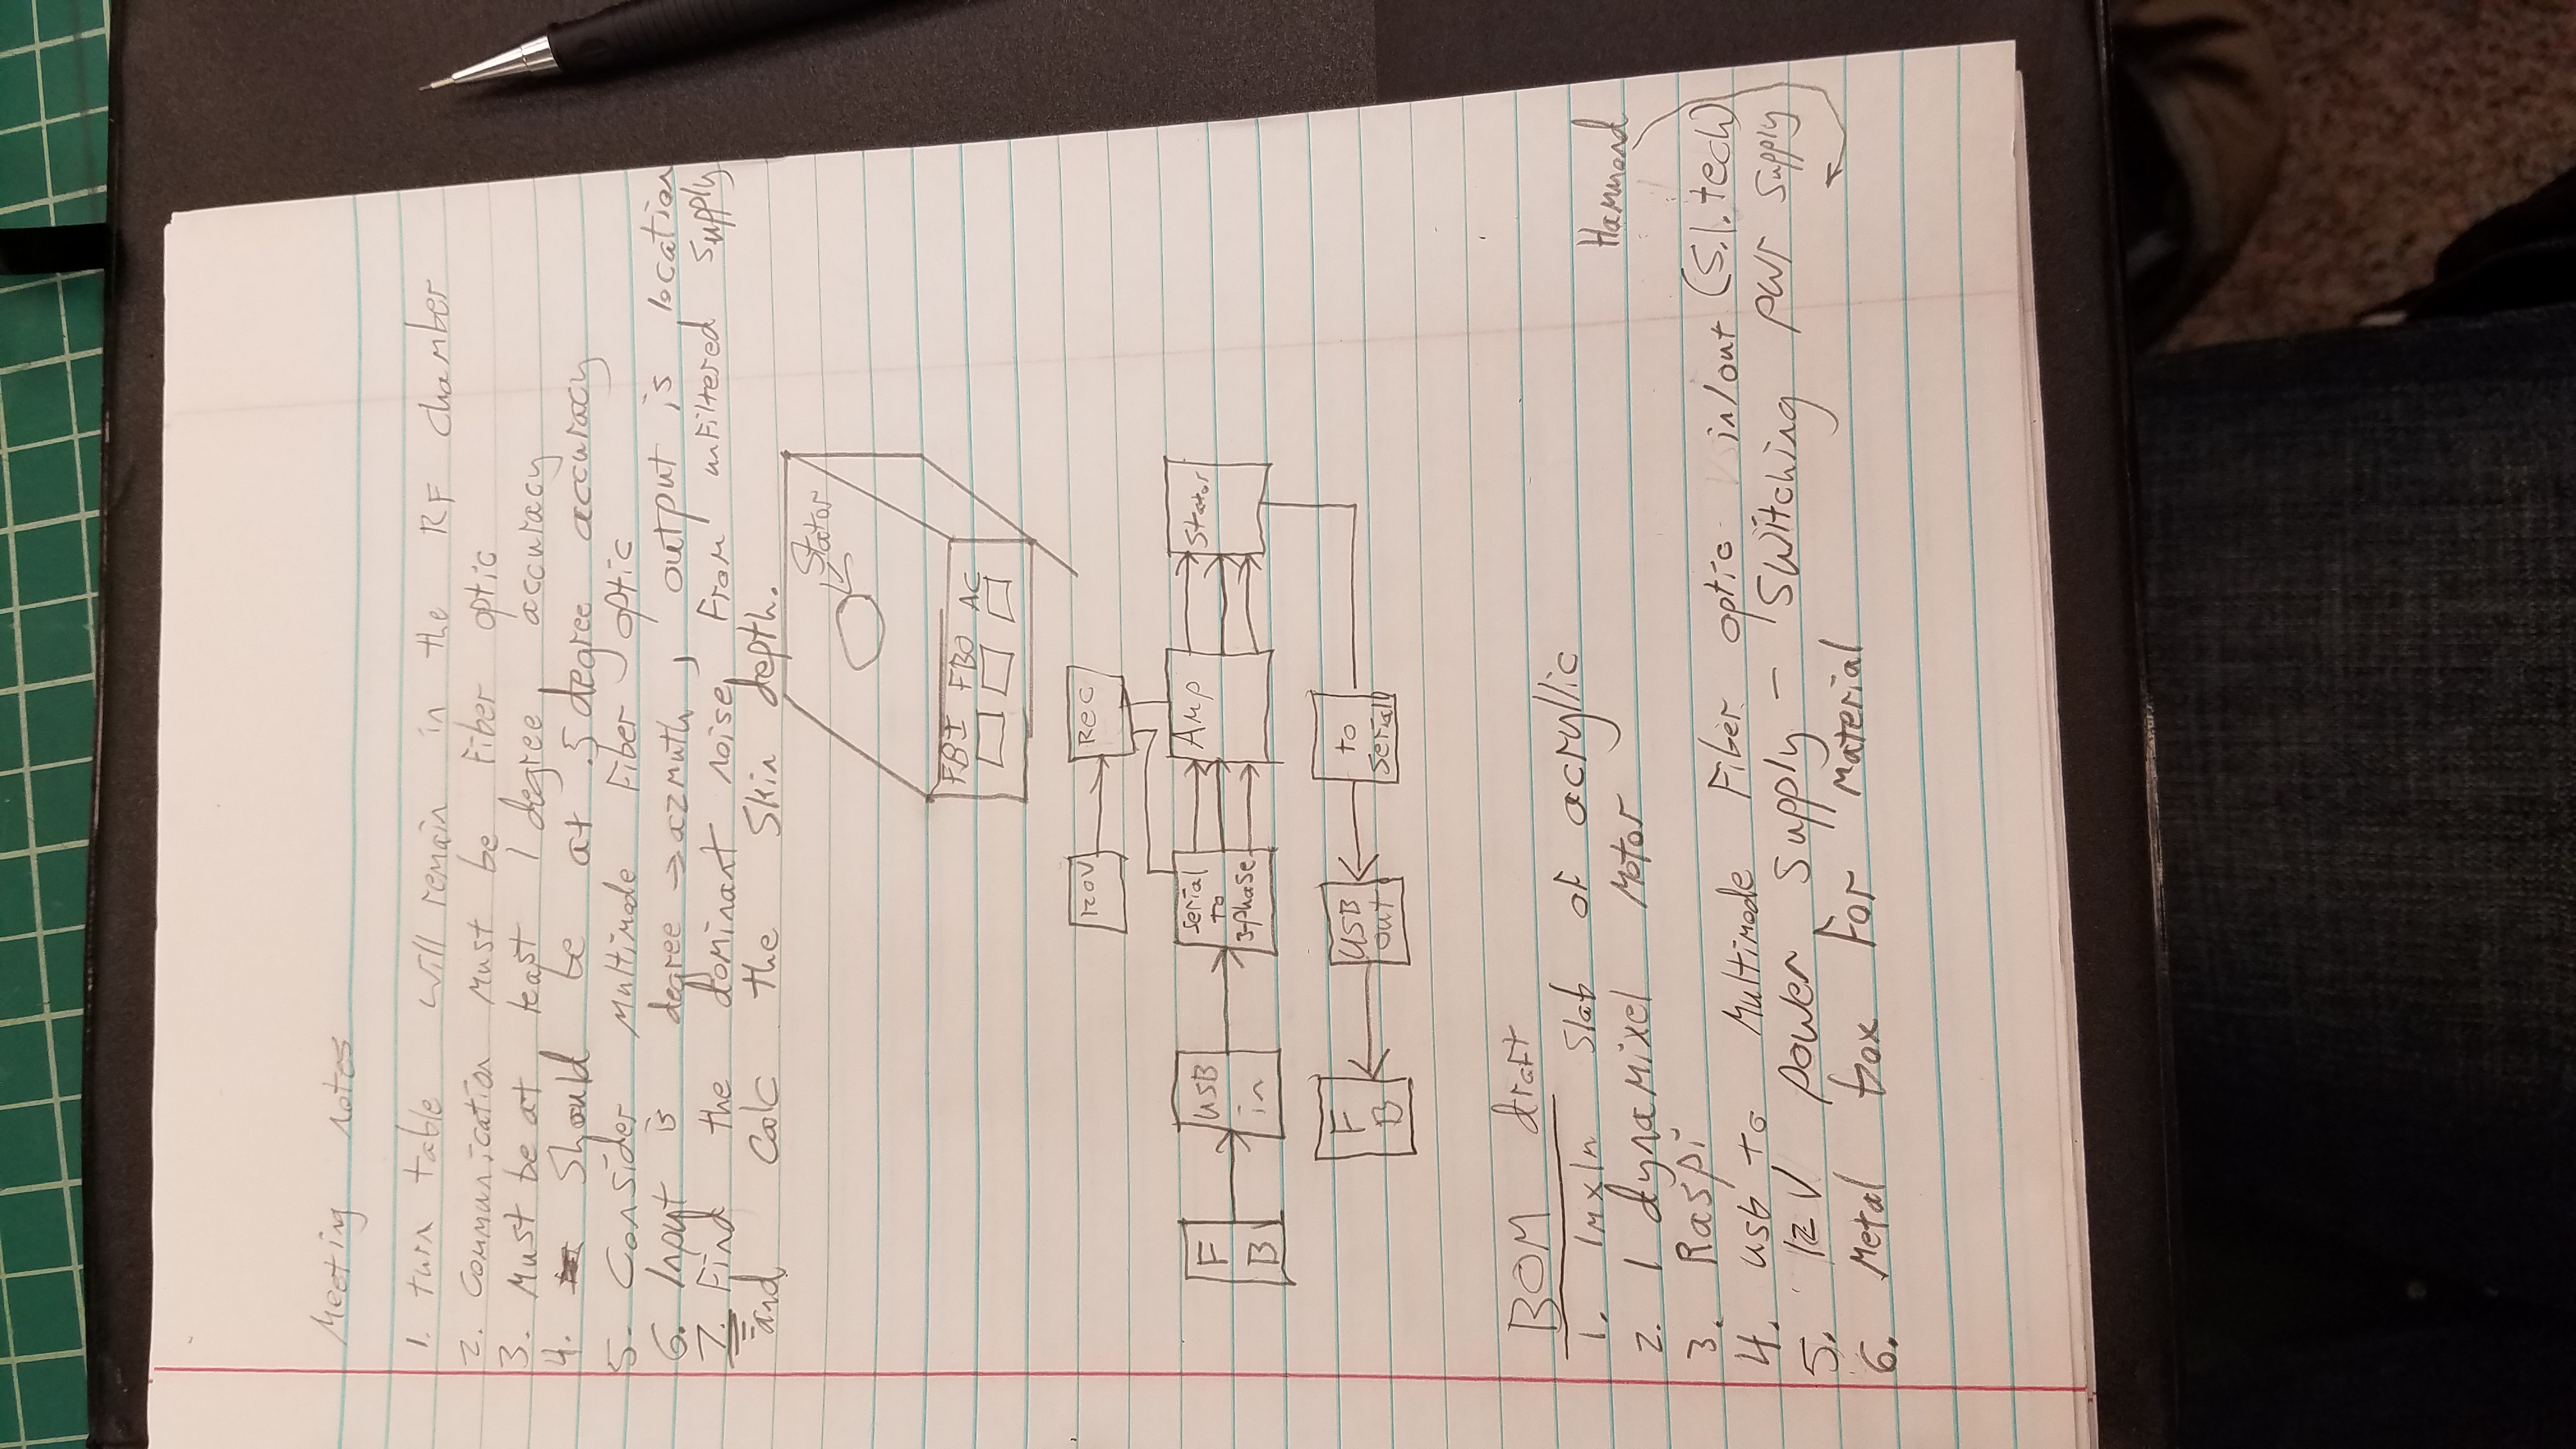 Meeting notes
1. turn table will remain in the RF chamber
2. Communication must be fiber optic
3. Must be at least 1 degree accuracy
4. Should be at .5 degree accuracy
5. Consider multimode fiber optic
6. Input is degree → azmuth, output is location
7. Find the dominant noise from unfiltered supply
and calc the skin depth.
Stator
FBI FBO AC
120V Rec
F B
USB in
serial to 3-phase
Amp
Stator
F B
USB out
to serial
BOM draft
1. 1mx1m slab of acryllic
Hammond
2. 1 dynamixel motor
3. Raspi
4. usb to multimode fiber optic in/out (S.I. tech)
5. 12V power supply - switching pwr supply
6. Metal box for material